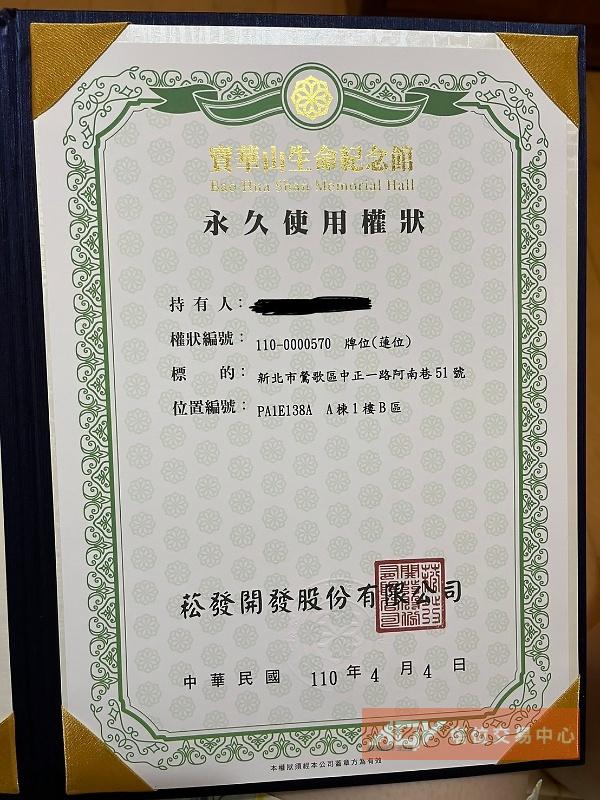 寶華山生命紀念館
Bao Hua Shan Memorial Hall
永久使用權狀
持有人：
權狀編號：110-0000570 牌位(蓮位)
標的：新北市鶯歌區中正一路阿南巷51號
位置編號：PA1E138A A棟1樓B區
菘發開發股份有限公司
中華民國 110 年 4 月 4 日
交易中心
本權狀須經本公司蓋章方為有效